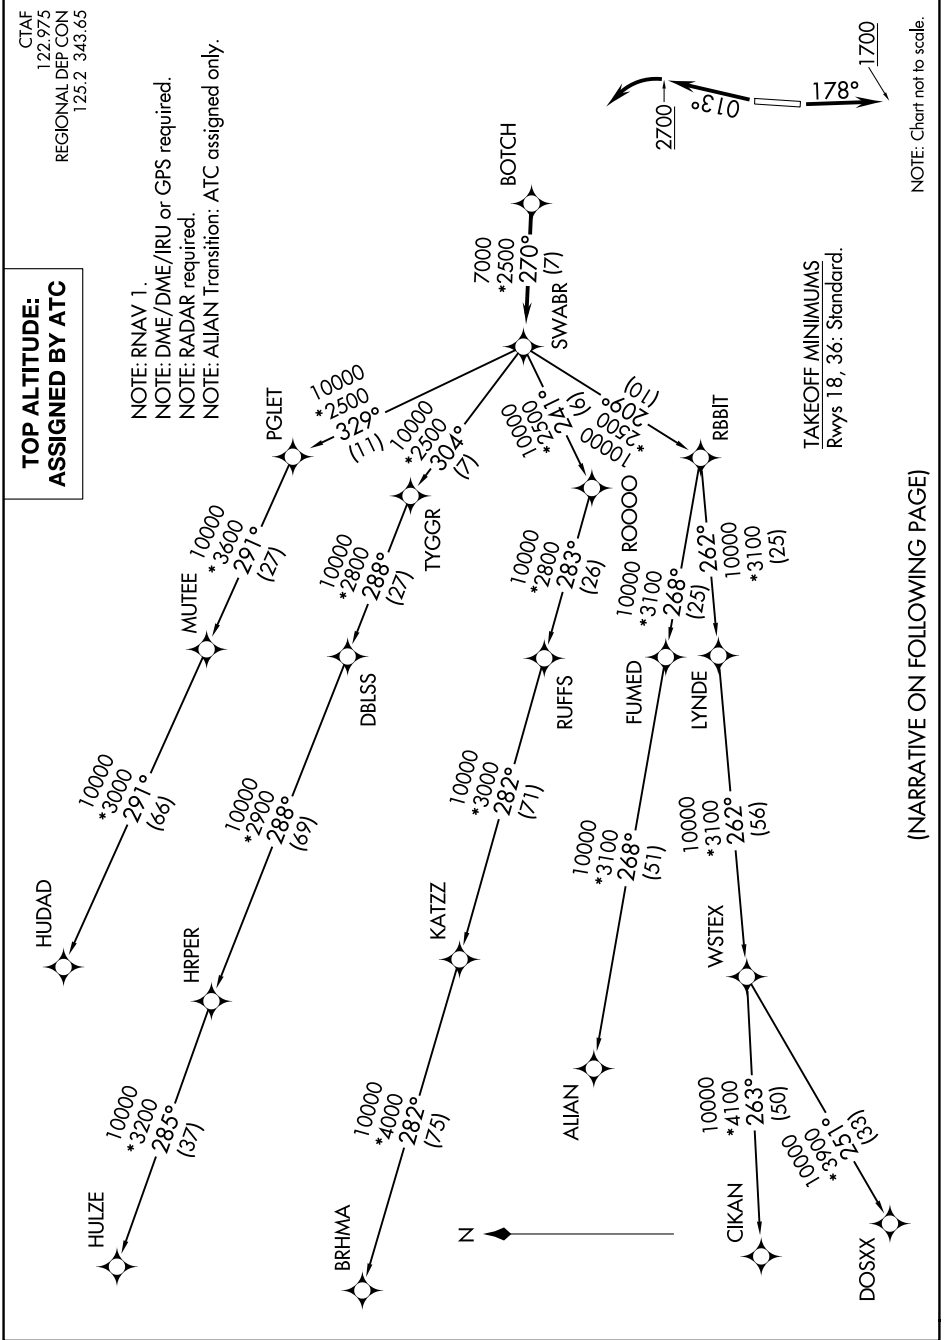 CTAF
122.975
REGIONAL DEP CON
125.2 343.65
TOP ALTITUDE:
ASSIGNED BY ATC
NOTE: RNAV 1.
NOTE: DME/DME/IRU or GPS required.
NOTE: RADAR required.
NOTE: ALIAN Transition: ATC assigned only.
HUDAD
10000
*3000
291°
(66)
MUTEE
10000
*3600
291°
(27)
PGLET
10000
*2500
329°
(11)
HULZE
10000
*3200
285°
(37)
HRPER
10000
*2900
288°
(69)
DBLSS
10000
*2800
288°
(27)
TYGGR
10000
*2500
304°
(7)
BRHMA
10000
*4000
282°
(75)
KATZZ
10000
*3000
282°
(71)
RUFFS
10000
*2800
283°
(26)
ROOOO
10000
*2500
241°
(6)
SWABR
7000
*2500
270°
(7)
BOTCH
ALIAN
10000
*3100
268°
(51)
FUMED
10000
*3100
268°
(25)
RBBIT
10000
*2500
209°
(10)
LYNDE
262°
10000
*3100
(25)
WSTEX
10000
*3100
262°
(56)
CIKAN
10000
*4100
263°
(50)
DOSXX
10000
*3900
251°
(33)
N
2700
013°
178°
1700
TAKEOFF MINIMUMS
Rwys 18, 36: Standard.
NOTE: Chart not to scale.
(NARRATIVE ON FOLLOWING PAGE)